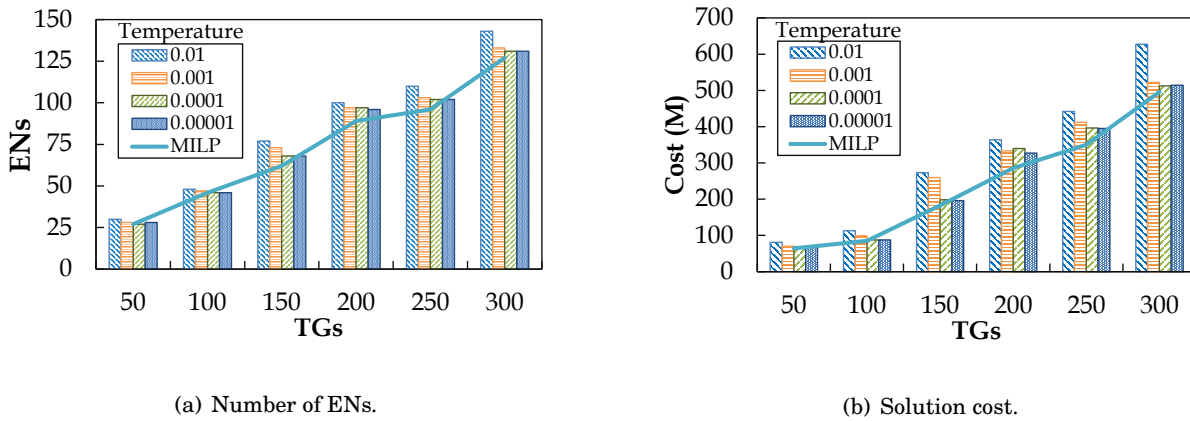 150
125
100
75
50
25
0
ENs
Temperature
0.01
0.001
0.0001
0.00001
MILP
50 100 150 200 250 300
TGs
(a) Number of ENs.
700
600
500
400
300
200
100
0
Cost (M)
Temperature
0.01
0.001
0.0001
0.00001
MILP
50 100 150 200 250 300
TGs
(b) Solution cost.